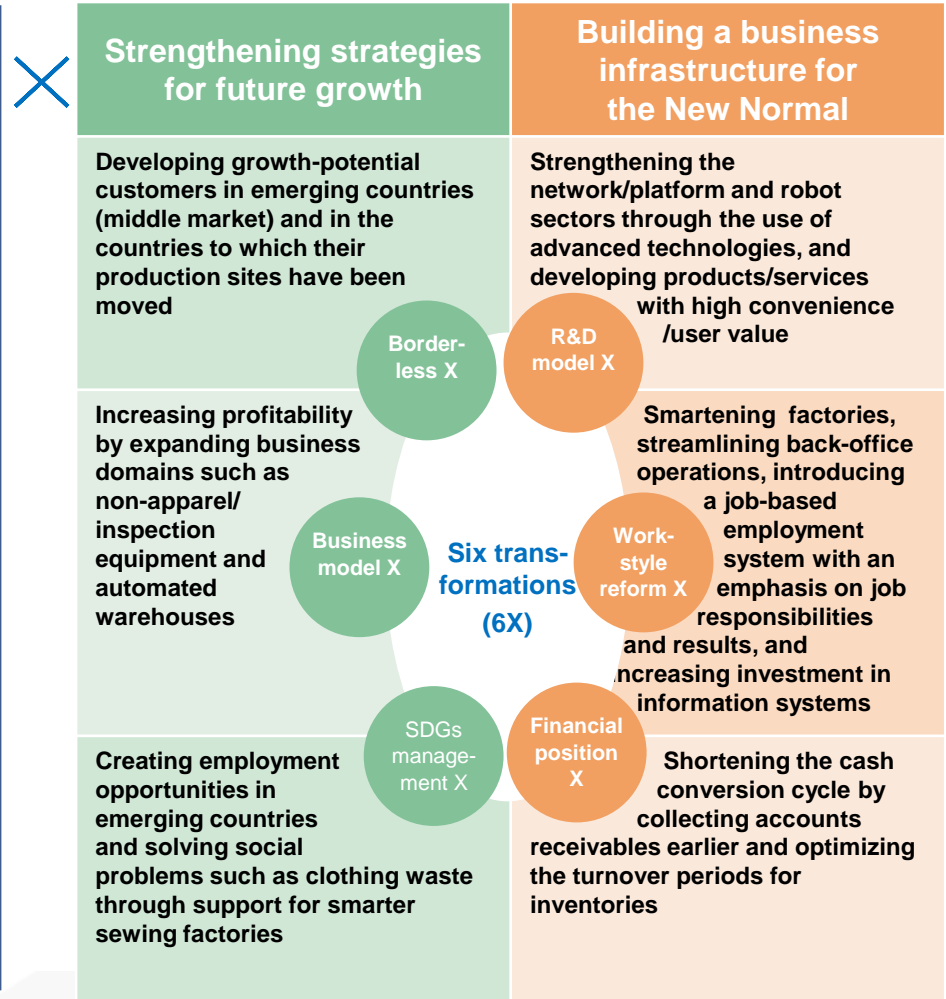 Strengthening strategies
for future growth
Building a business
infrastructure for
the New Normal
Developing growth-potential
customers in emerging countries
(middle market) and in the
countries to which their
production sites have been
moved
Border-
less X
Strengthening the
network/platform and robot
sectors through the use of
advanced technologies, and
developing products/services
with high convenience
/user value
R&D
model X
Increasing profitability
by expanding business
domains such as
non-apparel/
inspection
equipment and
automated
warehouses
Business
model X
Six trans-
formations
(6X)
Smartening factories,
streamlining back-office
operations, introducing
a job-based
employment
system with an
emphasis on job
responsibilities
and results, and
increasing investment in
information systems
Work-
style
reform X
Creating employment
opportunities in
emerging countries
and solving social
problems such as clothing waste
through support for smarter
sewing factories
SDGs
manage-
ment X
Financial
position
X
Shortening the cash
conversion cycle by
collecting accounts
receivables earlier and optimizing
the turnover periods for
inventories